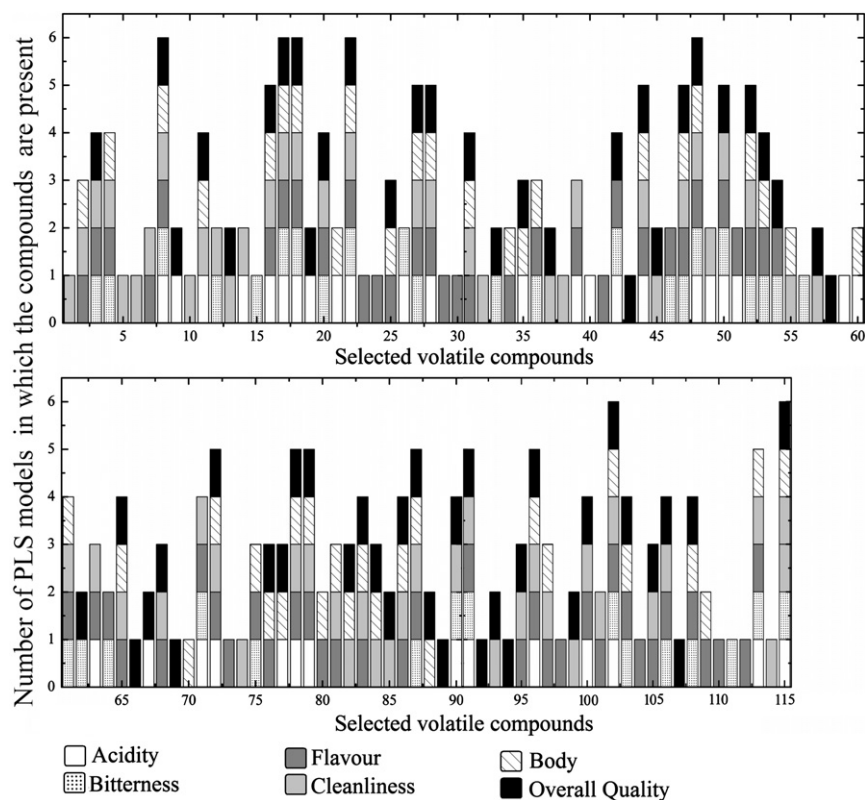 Number of PLS models in which the compounds are present
6
5
4
3
2
1
0
5 10 15 20 25 30 35 40 45 50 55 60
Selected volatile compounds
6
5
4
3
2
1
0
65 70 75 80 85 90 95 100 105 110 115
Selected volatile compounds
Acidity Flavour Body
Bitterness Cleanliness Overall Quality